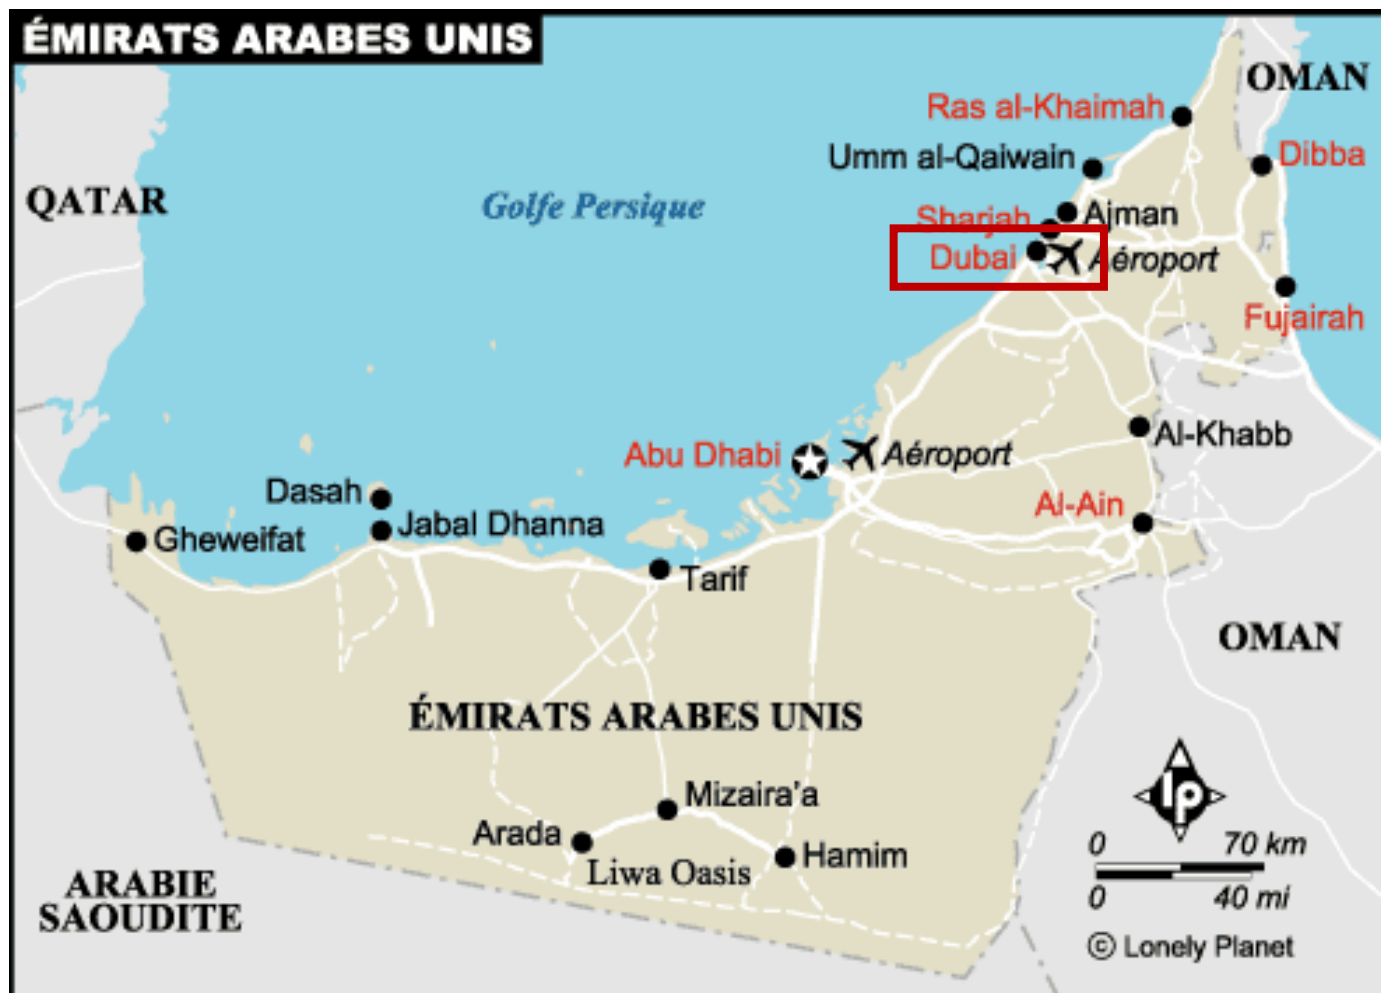 ÉMIRATS ARABES UNIS
OMAN
Ras al-Khaimah
Umm al-Qaiwain
Dibba
QATAR
Golfe Persique
Sharjah
Ajman
Dubai
Aéroport
Fujairah
Al-Khabb
Abu Dhabi
Aéroport
Dasah
Al-Ain
Jabal Dhanna
Gheweifat
Tarif
OMAN
ÉMIRATS ARABES UNIS
lp
Mizaira'a
Arada
Hamim
Liwa Oasis
0 70 km
0 40 mi
ARABIE
SAOUDITE
© Lonely Planet